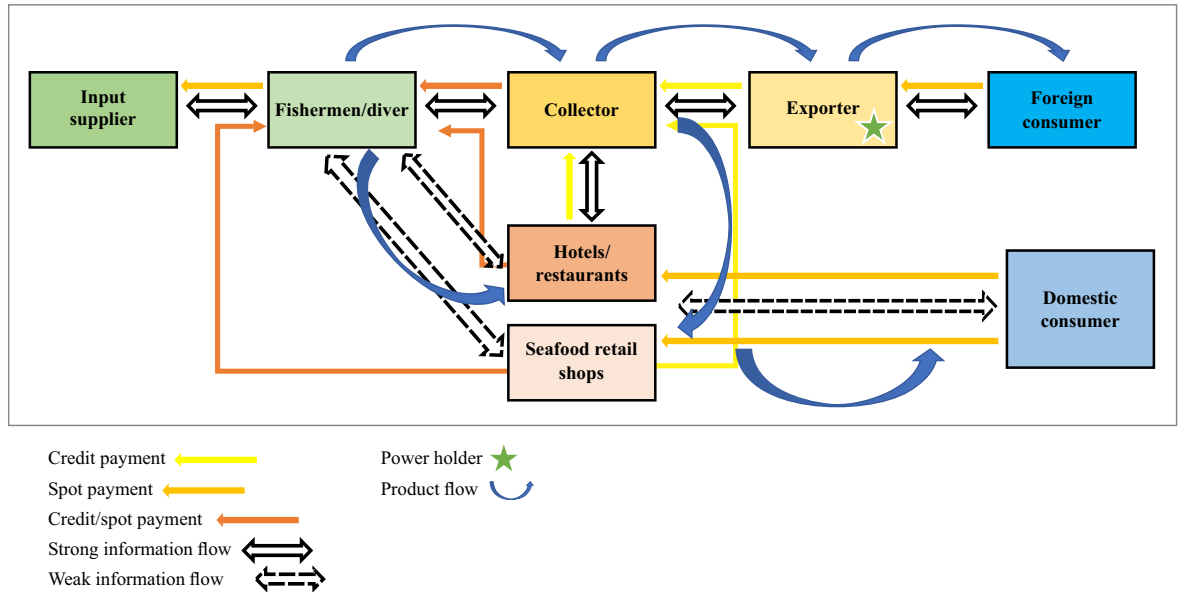 Input
supplier
Fishermen/diver
Collector
Exporter
Foreign
consumer
Hotels/
restaurants
Domestic
consumer
Seafood retail
shops
Credit payment
Spot payment
Credit/spot payment
Strong information flow
Weak information flow
Power holder
Product flow